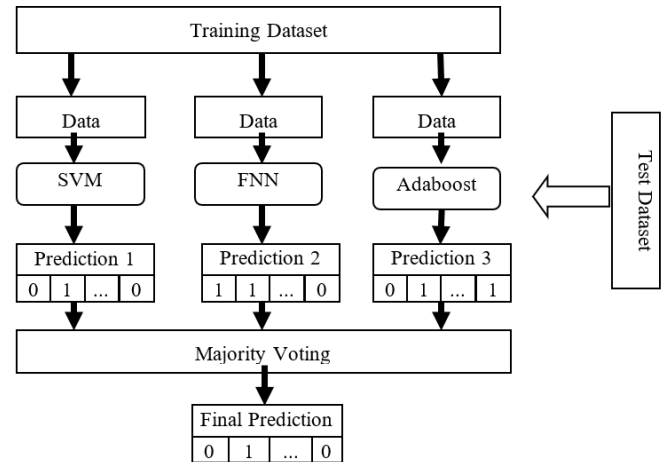 Training Dataset
Data Data Data
SVM FNN Adaboost
Test Dataset
Prediction 1 Prediction 2 Prediction 3
0 1 ... 0 1 1 ... 0 0 1 ... 1
Majority Voting
Final Prediction
0 1 ... 0